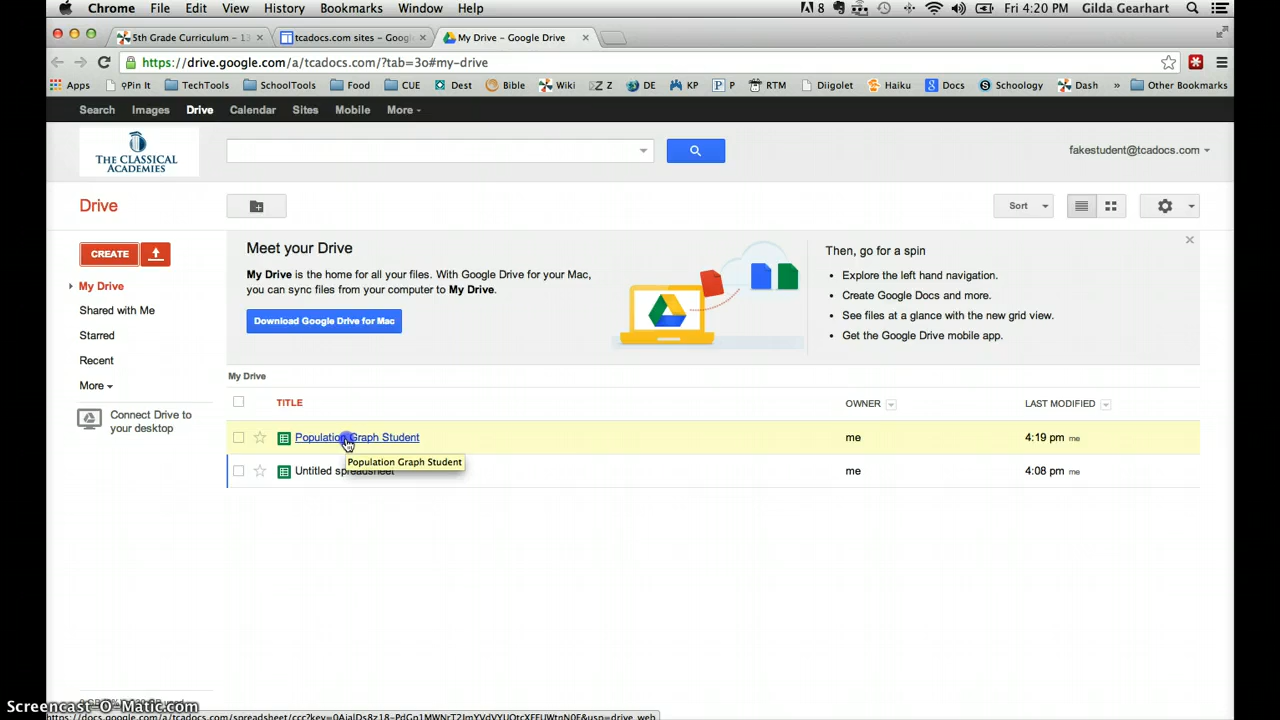 Chrome File Edit View History Bookmarks Window Help 8 Fri 4:20 PM Gilda Gearhart
5th Grade Curriculum – 13 tcadocs.com sites – Google My Drive – Google Drive
https://drive.google.com/a/tcadocs.com/?tab=3o#my-drive
Apps Pin It TechTools SchoolTools Food CUE Dest Bible Wiki Z DE KP P RTM Diigolet Haiku Docs Schoology Dash » Other Bookmarks
Search Images Drive Calendar Sites Mobile More
THE CLASSICAL
ACADEMIES
fakestudent@tcadocs.com
Drive
Sort
CREATE
My Drive
Shared with Me
Starred
Recent
More
Connect Drive to
your desktop
Meet your Drive
My Drive is the home for all your files. With Google Drive for your Mac,
you can sync files from your computer to My Drive.
Download Google Drive for Mac
Then, go for a spin
• Explore the left hand navigation.
• Create Google Docs and more.
• See files at a glance with the new grid view.
• Get the Google Drive mobile app.
My Drive
TITLE OWNER LAST MODIFIED
Population Graph Student me 4:19 pm me
Population Graph Student
Untitled spreadsheet me 4:08 pm me
Screencast-O-Matic.com